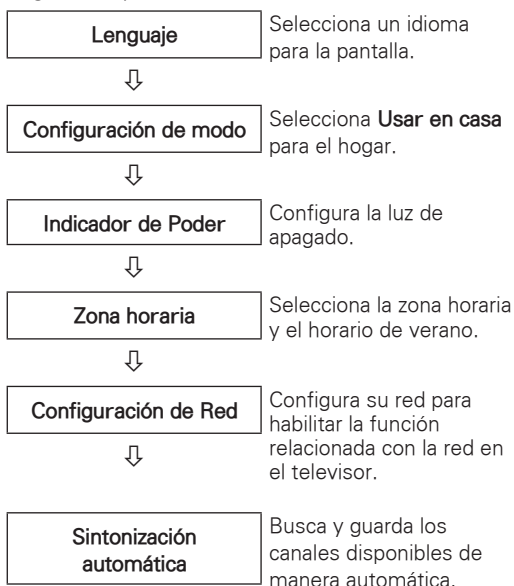 Lenguaje
Selecciona un idioma
para la pantalla.
Configuración de modo
Selecciona Usar en casa
para el hogar.
Indicador de Poder
Configura la luz de
apagado.
Zona horaria
Selecciona la zona horaria
y el horario de verano.
Configuración de Red
Configura su red para
habilitar la función
relacionada con la red en
el televisor.
Sintonización
automática
Busca y guarda los
canales disponibles de
manera automática.